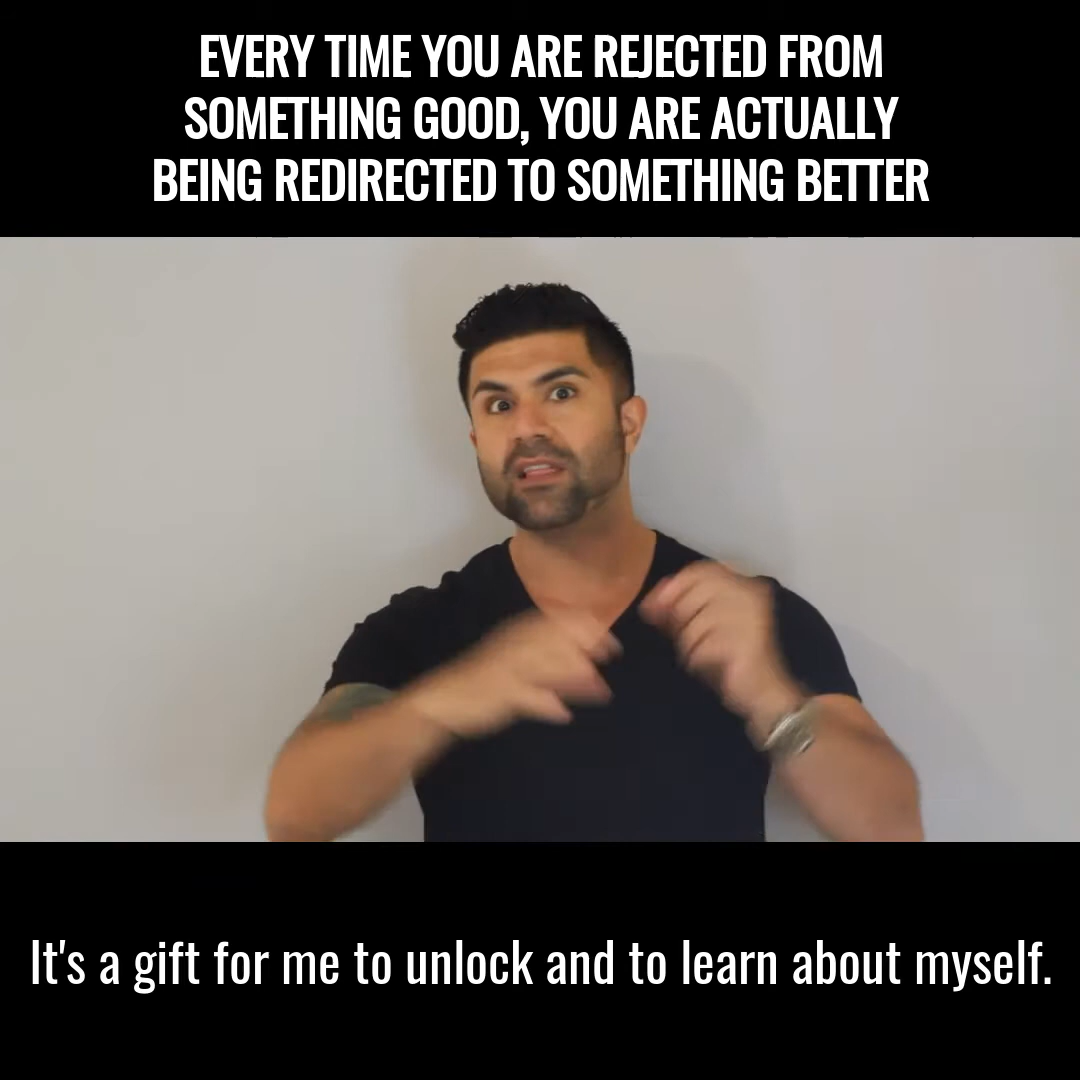 EVERY TIME YOU ARE REJECTED FROM
SOMETHING GOOD, YOU ARE ACTUALLY
BEING REDIRECTED TO SOMETHING BETTER
It's a gift for me to unlock and to learn about myself.